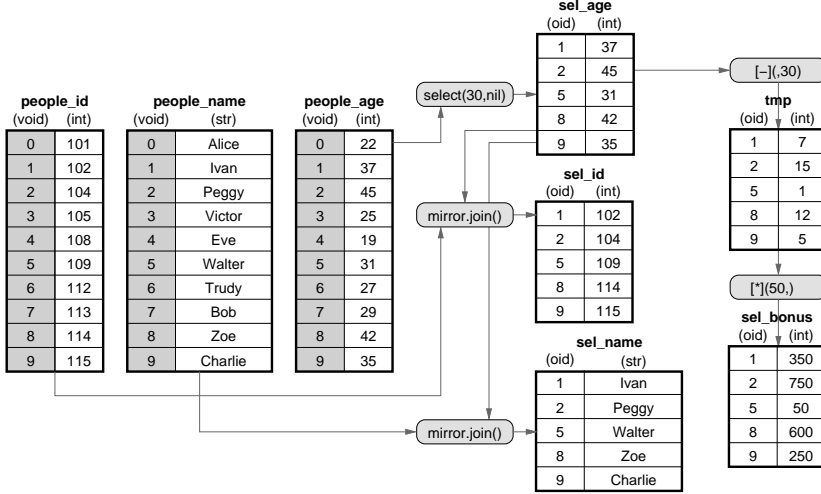 people_id
(void) (int)
0 101
1 102
2 104
3 105
4 108
5 109
6 112
7 113
8 114
9 115
people_name
(void) (str)
0 Alice
1 Ivan
2 Peggy
3 Victor
4 Eve
5 Walter
6 Trudy
7 Bob
8 Zoe
9 Charlie
people_age
(void) (int)
0 22
1 37
2 45
3 25
4 19
5 31
6 27
7 29
8 42
9 35
select(30,nil)
mirror.join()
mirror.join()
sel_age
(oid) (int)
1 37
2 45
5 31
8 42
9 35
sel_id
(oid) (int)
1 102
2 104
5 109
8 114
9 115
sel_name
(oid) (str)
1 Ivan
2 Peggy
5 Walter
8 Zoe
9 Charlie
[−](,30)
tmp
(oid) (int)
1 7
2 15
5 1
8 12
9 5
[*](50,)
sel_bonus
(oid) (int)
1 350
2 750
5 50
8 600
9 250